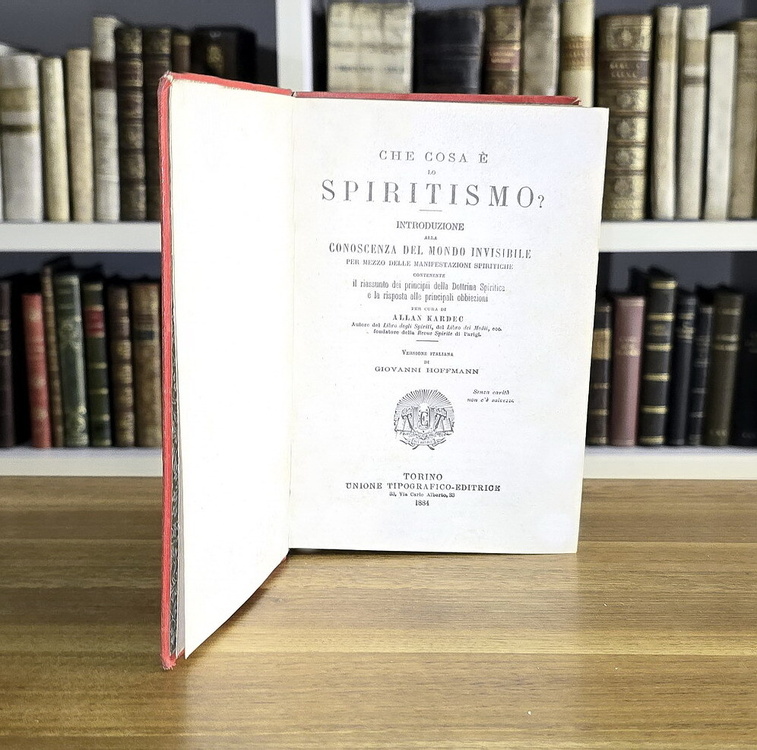 CHE COSA È
LO
SPIRITISMO?
INTRODUZIONE
ALLA
CONOSCENZA DEL MONDO INVISIBILE
PER MEZZO DELLE MANIFESTAZIONI SPIRITICHE
CONTENENTE
il riassunto dei principii della Dottrina Spiritica
e la risposta alle principali obbiezioni
PER CURA DI
ALLAN KARDEC
Autore del Libro degli Spiriti, del Libro dei Medii, ecc.
fondatore della Revue Spirite di Parigi.
VERSIONE ITALIANA
DI
GIOVANNI HOFFMANN
Senza carità
non c'è salvezza.
TORINO
UNIONE TIPOGRAFICO-EDITRICE
33, Via Carlo Alberto, 33
1884